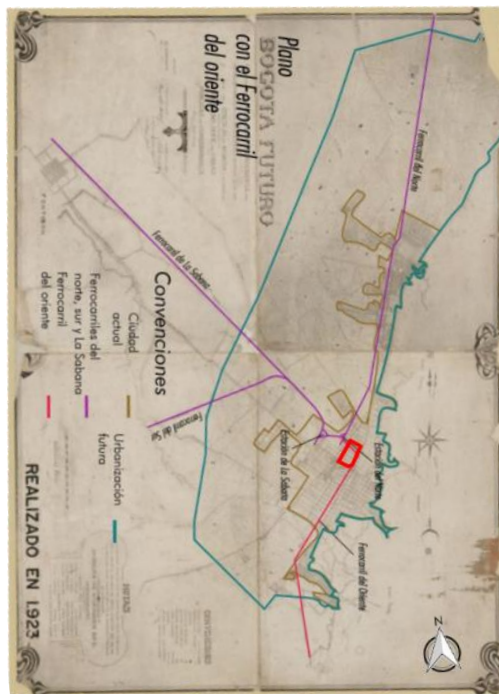 Plano
BOGOTA FUTURO
con el Ferrocarril
del oriente
Ferrocarril del Norte
Ferrocarril de La Sabana
Ferrocarril del Sur
Estación del Norte
Estación de La Sabana
Ferrocarril del Oriente
Convenciones
Ciudad
actual
Urbanización
futura
Ferrocarriles del
norte, sur y La Sabana
Ferrocarril
del oriente
REALIZADO EN 1.923
N